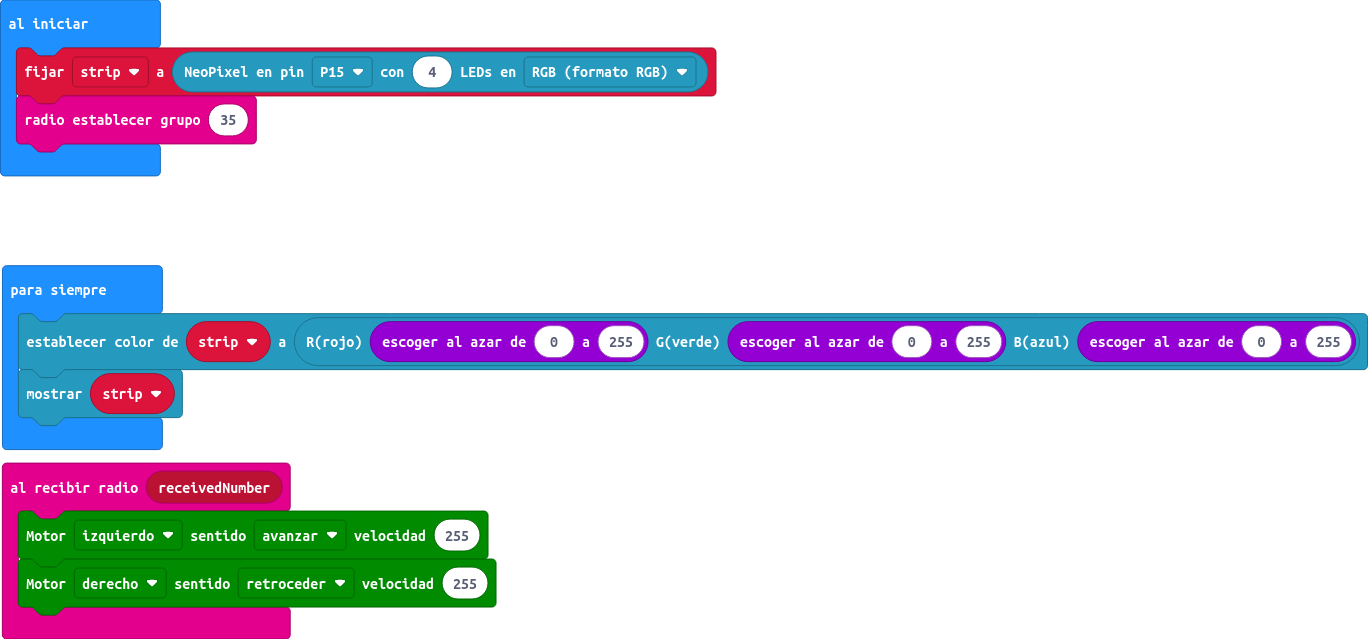 al iniciar
fijar strip a NeoPixel en pin P15 con 4 LEDs en RGB (formato RGB)
radio establecer grupo 35
para siempre
establecer color de strip a R(rojo) escoger al azar de 0 a 255 G(verde) escoger al azar de 0 a 255 B(azul) escoger al azar de 0 a 255
mostrar strip
al recibir radio receivedNumber
Motor izquierdo sentido avanzar velocidad 255
Motor derecho sentido retroceder velocidad 255